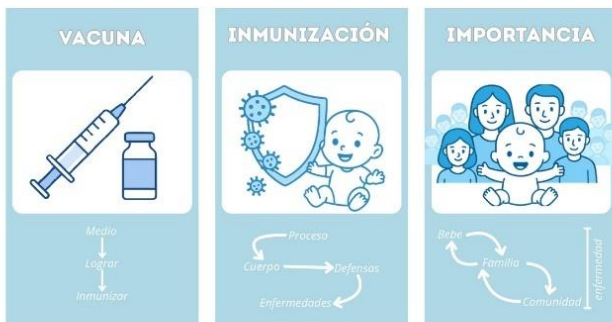 VACUNA
Medio
Lograr
Inmunizar
INMUNIZACIÓN
Proceso
Cuerpo
Defensas
Enfermedades
IMPORTANCIA
Bebe
Familia
Comunidad
enfermedad